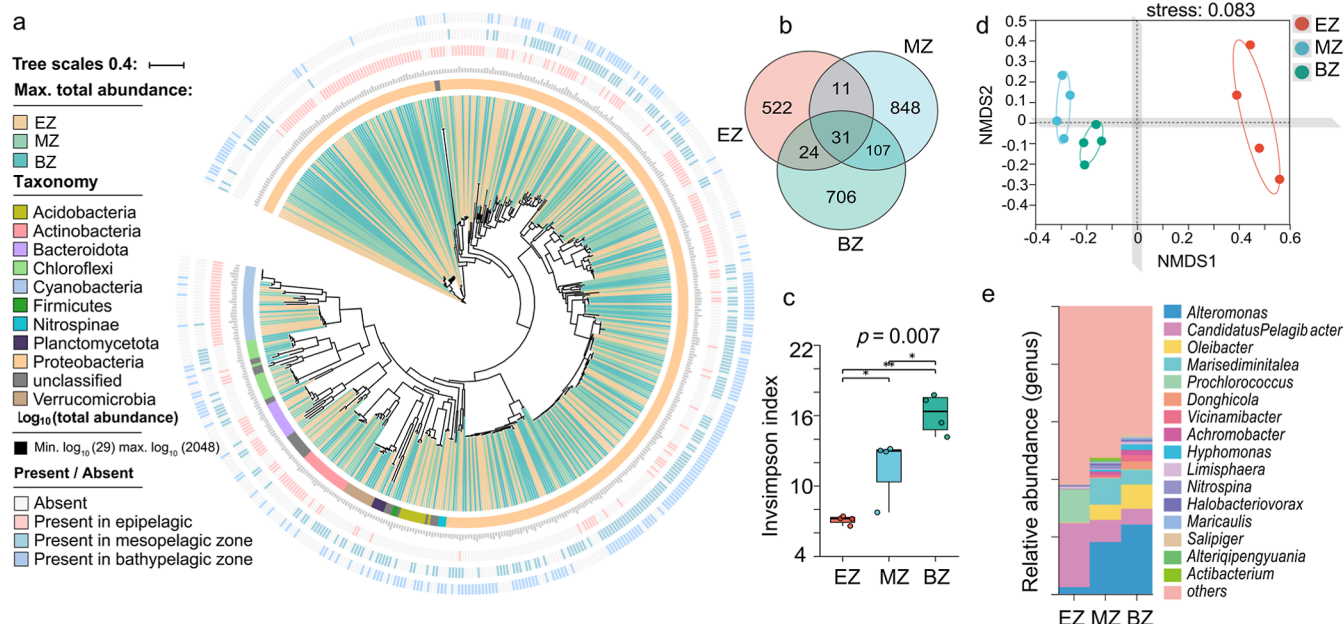 a
Tree scales 0.4:
Max. total abundance:
EZ
MZ
BZ
Taxonomy
Acidobacteria
Actinobacteria
Bacteroidota
Chloroflexi
Cyanobacteria
Firmicutes
Nitrospinae
Planctomycetota
Proteobacteria
unclassified
Verrucomicrobia
Log10 (total abundance)
Min. log10 (29) max. log10 (2048)
Present / Absent
Absent
Present in epipelagic
Present in mesopelagic zone
Present in bathypelagic zone
b
MZ
EZ
BZ
522
11
848
31
24
107
706
c
p = 0.007
*
**
*
Invsimpson index
22
16
10
4
EZ MZ BZ
d
stress: 0.083
EZ
MZ
BZ
NMDS2
0.5
0.4
0.3
0.2
0.1
0
-0.1
-0.2
-0.3
-0.4
-0.4 -0.2 0 0.2 0.4 0.6
NMDS1
e
Relative abundance (genus)
EZ MZ BZ
Alteromonas
CandidatusPelagibacter
Oleibacter
Marisediminitalea
Prochlorococcus
Donghicola
Vicinamibacter
Achromobacter
Hyphomonas
Limisphaera
Nitrospina
Halobacteriovorax
Maricaulis
Salipiger
Alteriqipengyuania
Actibacterium
others